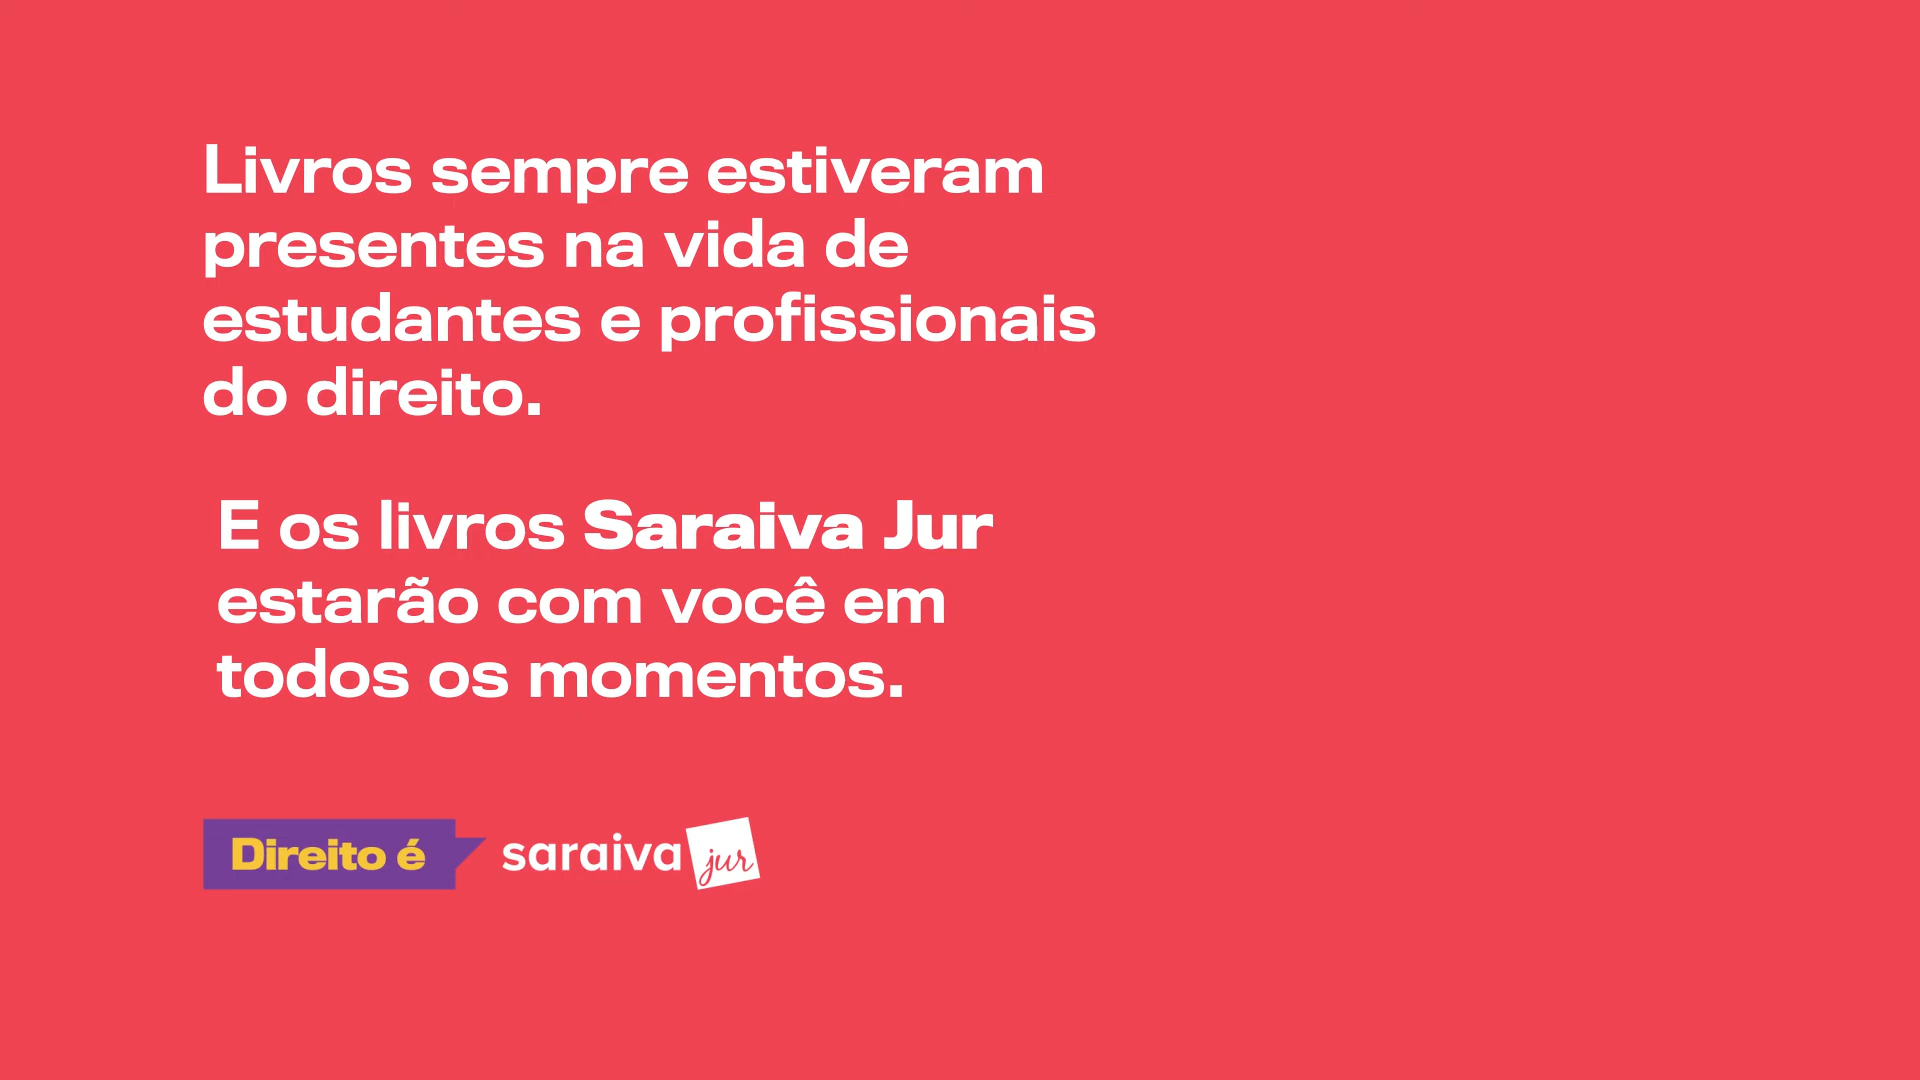 Livros sempre estiveram
presentes na vida de
estudantes e profissionais
do direito.
E os livros Saraiva Jur
estarão com você em
todos os momentos.
Direito é saraiva jur